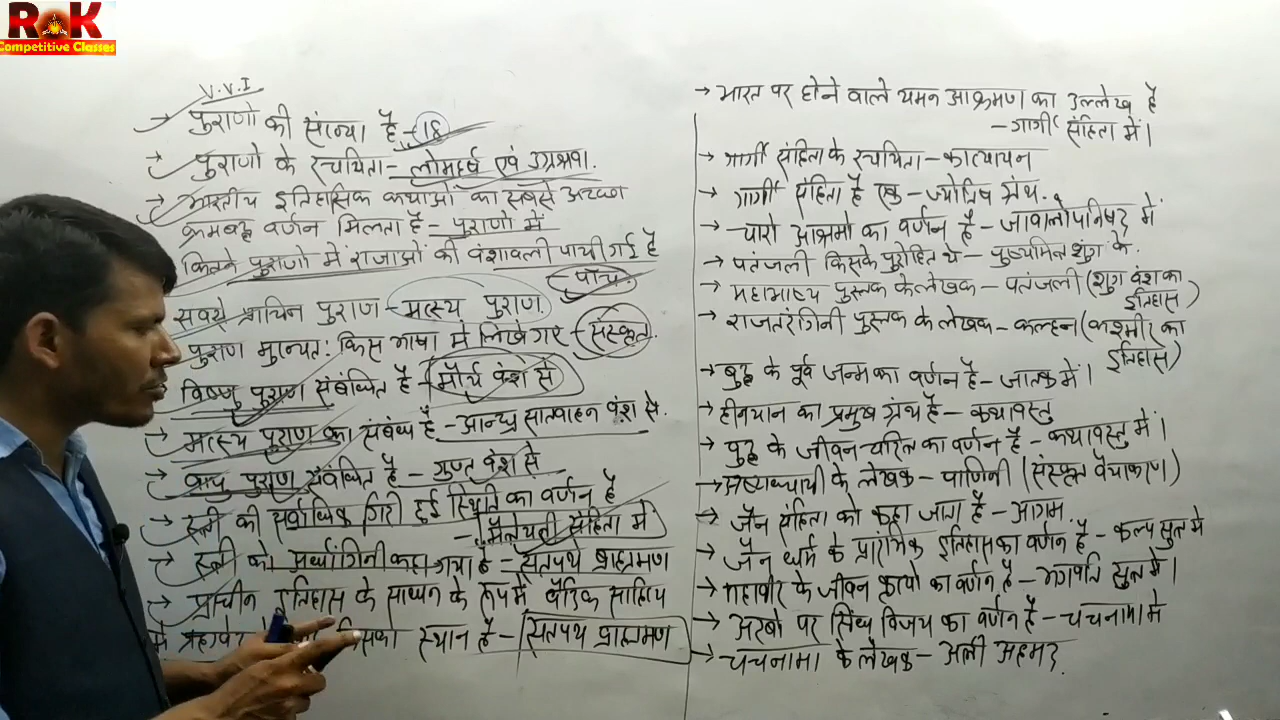 R K
Competitive Classes
V.V.I
→ पुराणो की संख्या है - 18
→ पुराणो के रचयिता - लोमहर्ष एवं उग्रश्रवा.
→ भारतीय इतिहासिक कथाओं का सबसे अच्छा
क्रमबद्ध वर्णन मिलता है - पुराणो में
कितने पुराणो में राजाओं की वंशावली पायी गई है
पाँच
सबसे प्राचिन पुराण - मत्स्य पुराण.
पुराण मुख्यत: किस भाषा में लिखे गए - संस्कृत.
विष्णु पुराण संबंधित है - मौर्य वंश से
→ मत्स्य पुराण का संबंध है - आन्ध्र सातवाहन वंश से.
→ वायु पुराण संबंधित है - गुप्त वंश से
→ स्त्री की सर्वाधिक गिरी हुई स्थिति का वर्णन है
- मैत्रेयती संहिता में
→ स्त्री को अर्धांगिनी कहा गया है - सतपथ ब्राह्मण
→ प्राचीन इतिहास के साधन के रूप में वैदिक साहित्य
में ऋग्वेद किसका स्थान है - सतपथ ब्राह्मण
→ भारत पर होने वाले यमन आक्रमण का उल्लेख है
- गार्गी संहिता में।
→ गार्गी संहिता के रचयिता - कात्यायन
→ गार्गी संहिता है एक - ज्योतिष ग्रंथ.
→ चारो आश्रमो का वर्णन है - जावालोपनिषद में
→ पतंजली किसके पुरोहित थे - पुष्यमित्र शुंग के.
→ महाभाष्य पुस्तक के लेखक - पतंजली (शुग वंश का
इतिहास)
→ राजतरंगिनी पुस्तक के लेखक - कल्हन (कश्मीर का
इतिहास)
→ बुद्ध के पूर्व जन्म का वर्णन है - जातक में।
→ हीनयान का प्रमुख ग्रंथ है - कथावस्तु
→ बुद्ध के जीवन-चरित का वर्णन है - कथावस्तु में।
→ अष्टाध्यायी के लेखक - पाणिनी (संस्कृत वैयाकरण)
→ जैन संहिता को कहा जाता है - आगम.
→ जैन धर्म के प्रारंभिक इतिहास का वर्णन है - कल्प सुत में
→ महावीर के जीवन कृत्यो का वर्णन है - भगवति सुत में।
→ अरबो पर सिंध विजय का वर्णन है - चचनामा में
→ चचनामा के लेखक - अली अहमद.